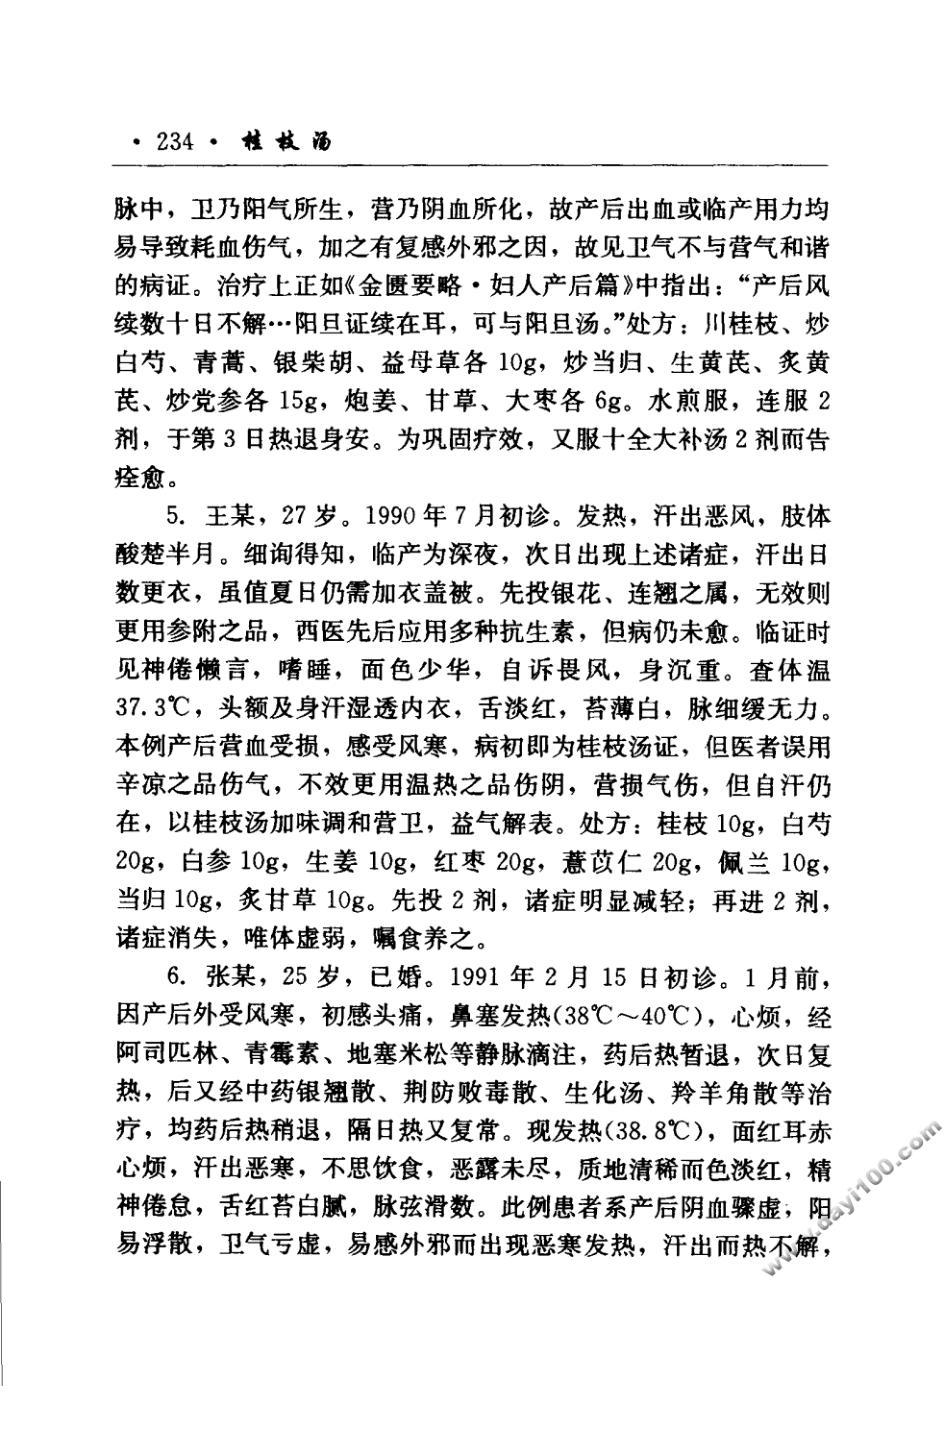 · 234 · 桂枝汤
脉中，卫乃阳气所生，营乃阴血所化，故产后出血或临产用力均
易导致耗血伤气，加之有复感外邪之因，故见卫气不与营气和谐
的病证。治疗上正如《金匮要略·妇人产后篇》中指出：“产后风
续数十日不解…阳旦证续在耳，可与阳旦汤。”处方：川桂枝、炒
白芍、青蒿、银柴胡、益母草各 10g，炒当归、生黄芪、炙黄
芪、炒党参各 15g，炮姜、甘草、大枣各 6g。水煎服，连服 2
剂，于第 3 日热退身安。为巩固疗效，又服十全大补汤 2 剂而告
痊愈。
5. 王某，27 岁。1990 年 7 月初诊。发热，汗出恶风，肢体
酸楚半月。细询得知，临产为深夜，次日出现上述诸症，汗出日
数更衣，虽值夏日仍需加衣盖被。先投银花、连翘之属，无效则
更用参附之品，西医先后应用多种抗生素，但病仍未愈。临证时
见神倦懒言，嗜睡，面色少华，自诉畏风，身沉重。查体温
37.3℃，头额及身汗湿透内衣，舌淡红，苔薄白，脉细缓无力。
本例产后营血受损，感受风寒，病初即为桂枝汤证，但医者误用
辛凉之品伤气，不效更用温热之品伤阴，营损气伤，但自汗仍
在，以桂枝汤加味调和营卫，益气解表。处方：桂枝 10g，白芍
20g，白参 10g，生姜 10g，红枣 20g，薏苡仁 20g，佩兰 10g，
当归 10g，炙甘草 10g。先投 2 剂，诸症明显减轻；再进 2 剂，
诸症消失，唯体虚弱，嘱食养之。
6. 张某，25 岁，已婚。1991 年 2 月 15 日初诊。1 月前，
因产后外受风寒，初感头痛，鼻塞发热(38℃～40℃)，心烦，经
阿司匹林、青霉素、地塞米松等静脉滴注，药后热暂退，次日复
热，后又经中药银翘散、荆防败毒散、生化汤、羚羊角散等治
疗，均药后热稍退，隔日热又复常。现发热(38.8℃)，面红耳赤
心烦，汗出恶寒，不思饮食，恶露未尽，质地清稀而色淡红，精
神倦怠，舌红苔白腻，脉弦滑数。此例患者系产后阴血骤虚，阳
易浮散，卫气亏虚，易感外邪而出现恶寒发热，汗出而热不解，
www.dayi100.com